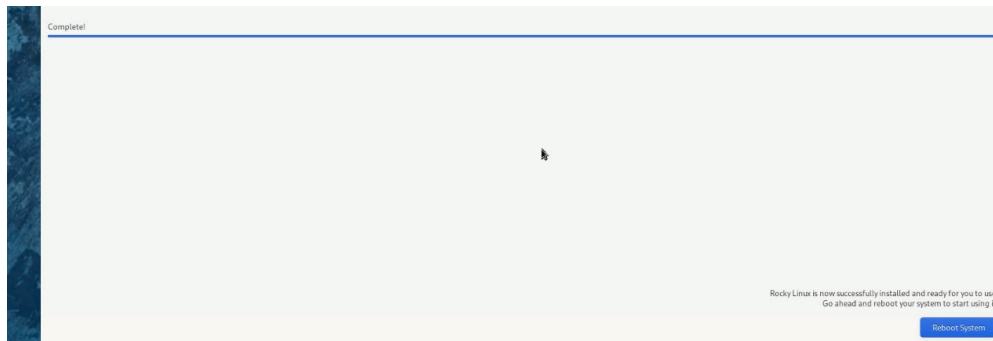 Complete!
Rocky Linux is now successfully installed and ready for you to us
Go ahead and reboot your system to start using i
Reboot System